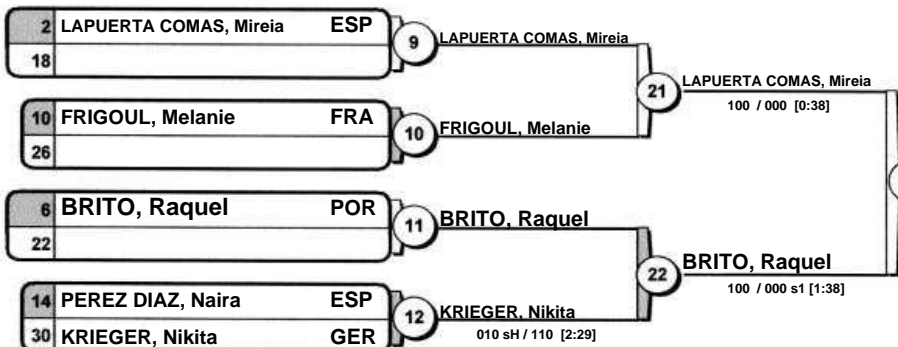 2 LAPUERTA COMAS, Mireia ESP
18
9
LAPUERTA COMAS, Mireia
10 FRIGOUL, Melanie FRA
26
10
FRIGOUL, Melanie
21
LAPUERTA COMAS, Mireia
100 / 000 [0:38]
6 BRITO, Raquel POR
22
11
BRITO, Raquel
14 PEREZ DIAZ, Naira ESP
30 KRIEGER, Nikita GER
12
KRIEGER, Nikita
010 sH / 110 [2:29]
22
BRITO, Raquel
100 / 000 s1 [1:38]